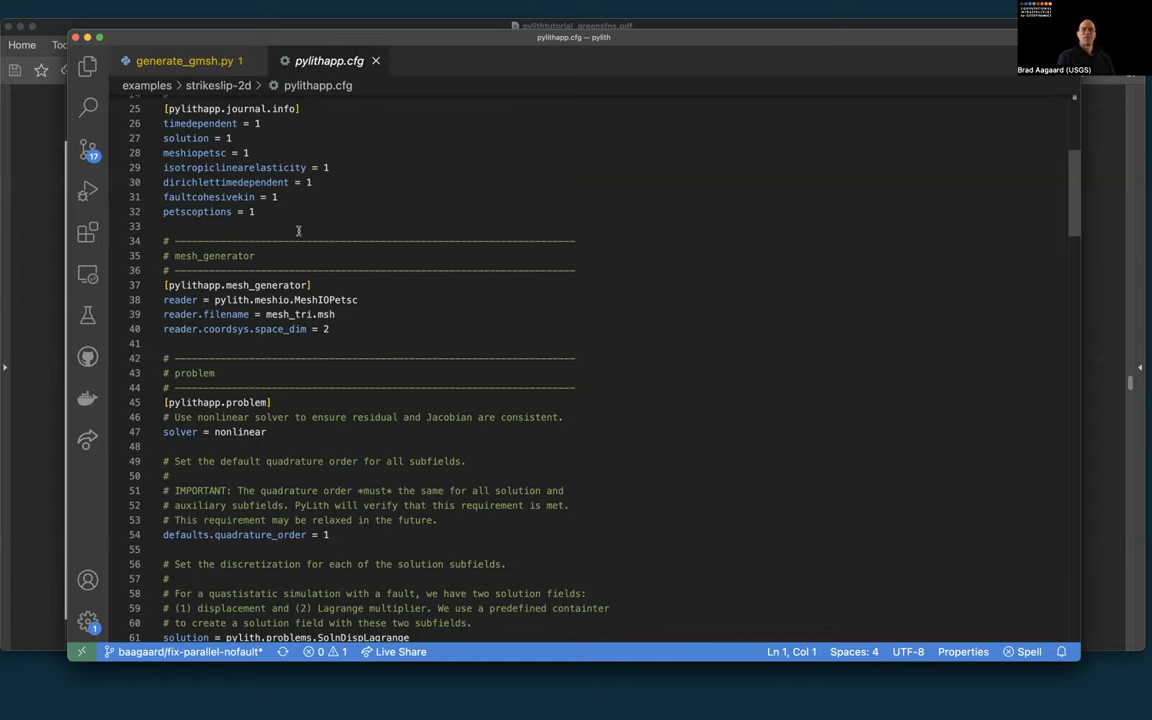 pylithtutorial_greensfns.pdf
pylithapp.cfg — pylith
COMPUTATIONAL
INFRASTRUCTURE
for GEODYNAMICS
Brad Aagaard (USGS)
Home
generate_gmsh.py 1
pylithapp.cfg
examples > strikeslip-2d > pylithapp.cfg
25 [pylithapp.journal.info]
26 timedependent = 1
27 solution = 1
28 meshiopetsc = 1
29 isotropiclinearelasticity = 1
30 dirichlettimedependent = 1
31 faultcohesivekin = 1
32 petscoptions = 1
33
34 # ----------------------------------------------------------------------
35 # mesh_generator
36 # ----------------------------------------------------------------------
37 [pylithapp.mesh_generator]
38 reader = pylith.meshio.MeshIOPetsc
39 reader.filename = mesh_tri.msh
40 reader.coordsys.space_dim = 2
41
42 # ----------------------------------------------------------------------
43 # problem
44 # ----------------------------------------------------------------------
45 [pylithapp.problem]
46 # Use nonlinear solver to ensure residual and Jacobian are consistent.
47 solver = nonlinear
48
49 # Set the default quadrature order for all subfields.
50 #
51 # IMPORTANT: The quadrature order *must* the same for all solution and
52 # auxiliary subfields. PyLith will verify that this requirement is met.
53 # This requirement may be relaxed in the future.
54 defaults.quadrature_order = 1
55
56 # Set the discretization for each of the solution subfields.
57 #
58 # For a quastistatic simulation with a fault, we have two solution fields:
59 # (1) displacement and (2) Lagrange multiplier. We use a predefined containter
60 # to create a solution field with these two subfields.
61 solution = pylith.problems.SolnDispLagrange
17
1
baagaard/fix-parallel-nofault* 0 1 Live Share Ln 1, Col 1 Spaces: 4 UTF-8 Properties Spell